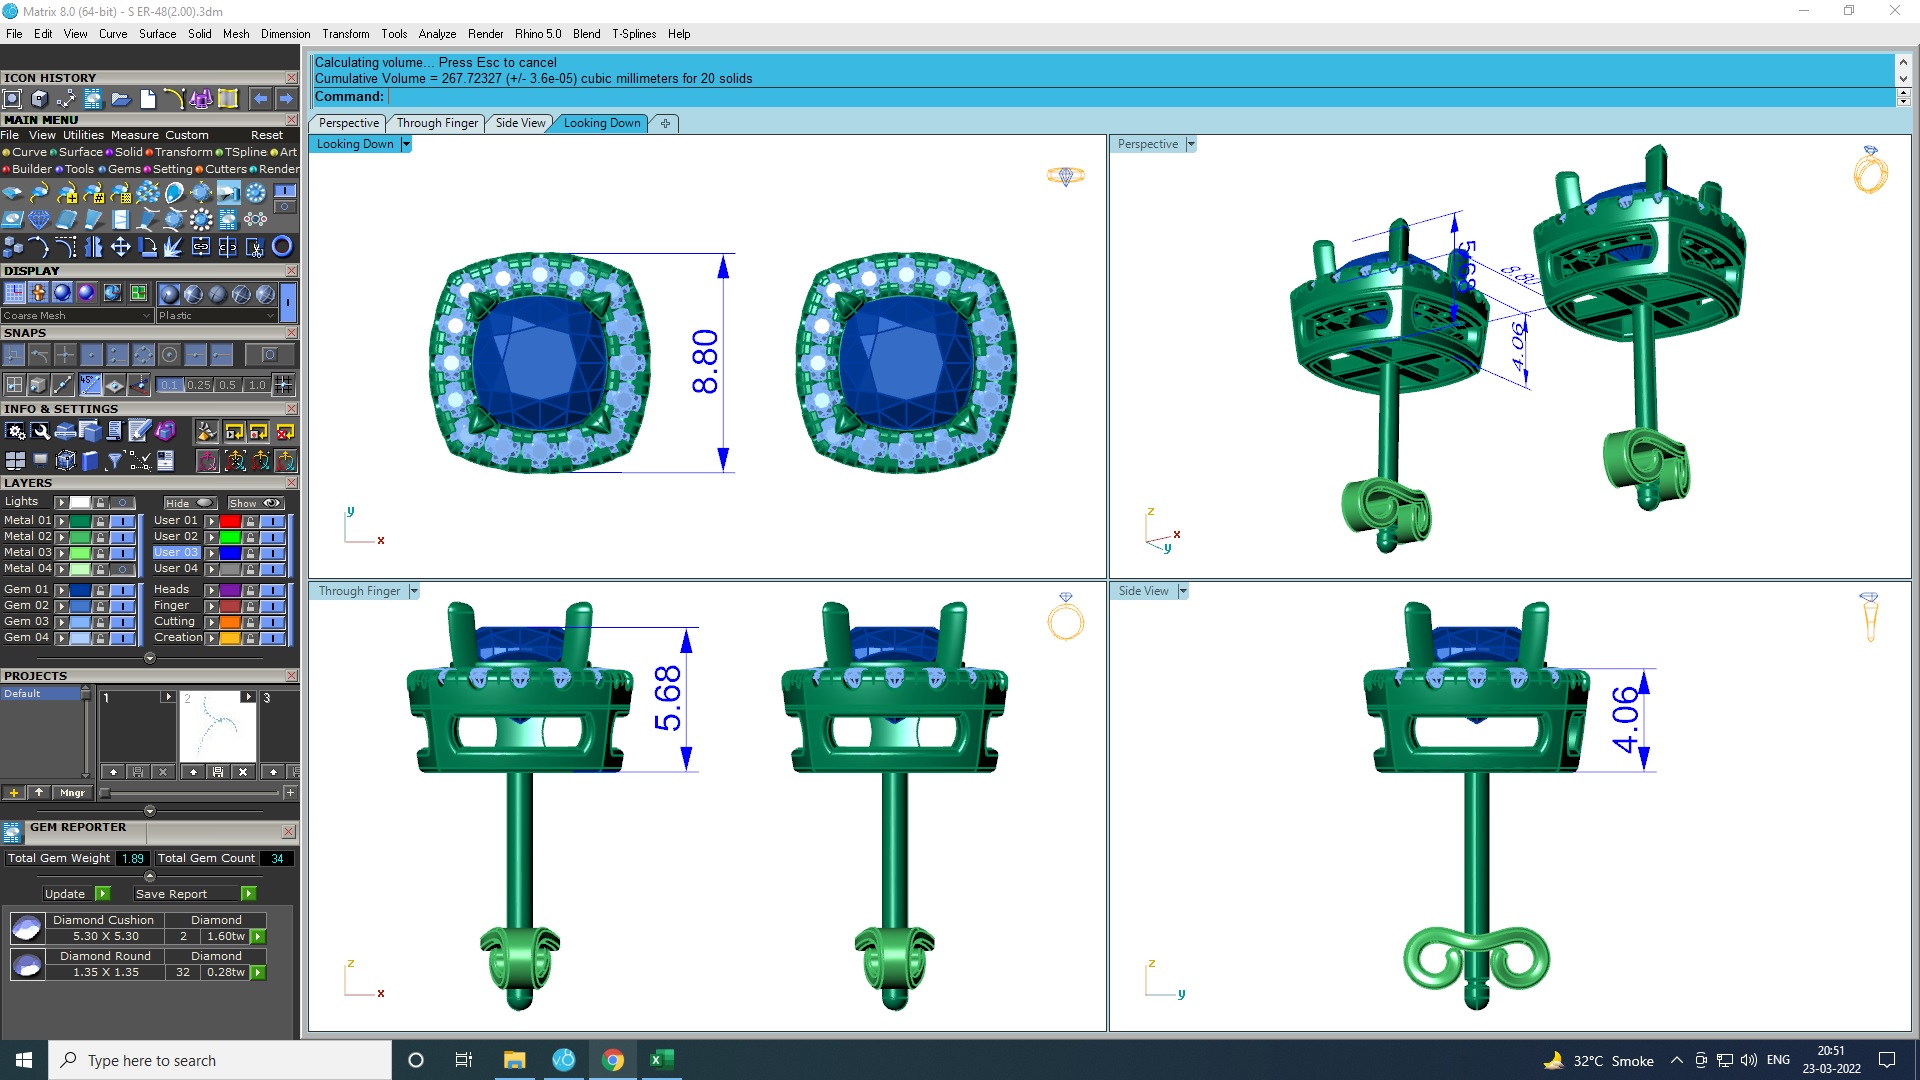 Matrix 8.0 (64-bit) - S ER-48(2.00).3dm
File Edit View Curve Surface Solid Mesh Dimension Transform Tools Analyze Render Rhino 5.0 Blend T-Splines Help
Calculating volume... Press Esc to cancel
Cumulative Volume = 267.72327 (+/- 3.6e-05) cubic millimeters for 20 solids
Command:
ICON HISTORY
MAIN MENU
File View Utilities Measure Custom Reset
Curve Surface Solid Transform TSpline Art
Builder Tools Gems Setting Cutters Render
DISPLAY
Coarse Mesh Plastic
SNAPS
45°
0.1 0.25 0.5 1.0
INFO & SETTINGS
LAYERS
Lights Hide Show
Metal 01 User 01
Metal 02 User 02
Metal 03 User 03
Metal 04 User 04
Gem 01 Heads
Gem 02 Finger
Gem 03 Cutting
Gem 04 Creation
PROJECTS
Default 1 2 3
Mngr
GEM REPORTER
Total Gem Weight 1.89 Total Gem Count 34
Update Save Report
Diamond Cushion Diamond
5.30 X 5.30 2 1.60tw
Diamond Round Diamond
1.35 X 1.35 32 0.28tw
Perspective Through Finger Side View Looking Down
Looking Down
8.80
y
x
Perspective
5.68
8.80
4.06
z
x
y
Through Finger
5.68
z
x
Side View
4.06
z
y
Type here to search
32°C Smoke ENG
20:51
23-03-2022